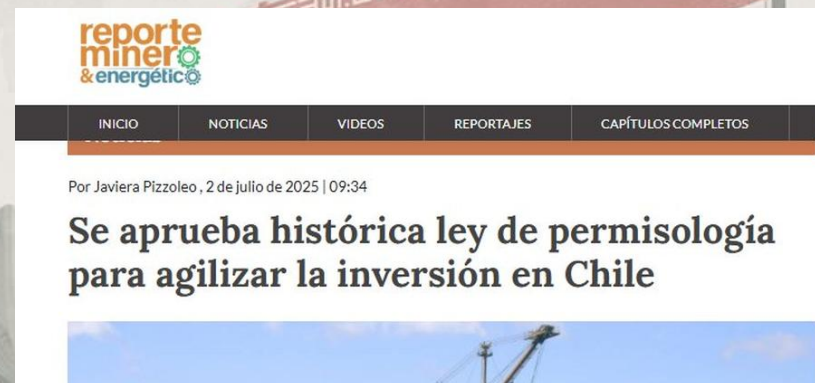 reporte
minero
& energético
INICIO NOTICIAS VIDEOS REPORTAJES CAPÍTULOS COMPLETOS
Por Javiera Pizzoleo , 2 de julio de 2025 | 09:34
Se aprueba histórica ley de permisología
para agilizar la inversión en Chile